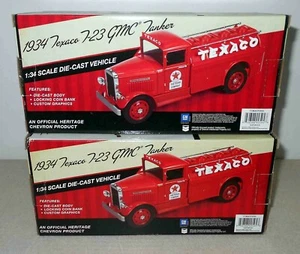 1934 Texaco T-23 GMC Tanker
1:34 SCALE DIE-CAST VEHICLE
TEXACO
FEATURES:
• DIE-CAST BODY
• LOCKING COIN BANK
• CUSTOM GRAPHICS
AN OFFICIAL HERITAGE
CHEVRON PRODUCT
GM
1934 Texaco T-23 GMC Tanker
1:34 SCALE DIE-CAST VEHICLE
TEXACO
FEATURES:
• DIE-CAST BODY
• LOCKING COIN BANK
• CUSTOM GRAPHICS
AN OFFICIAL HERITAGE
CHEVRON PRODUCT
GM